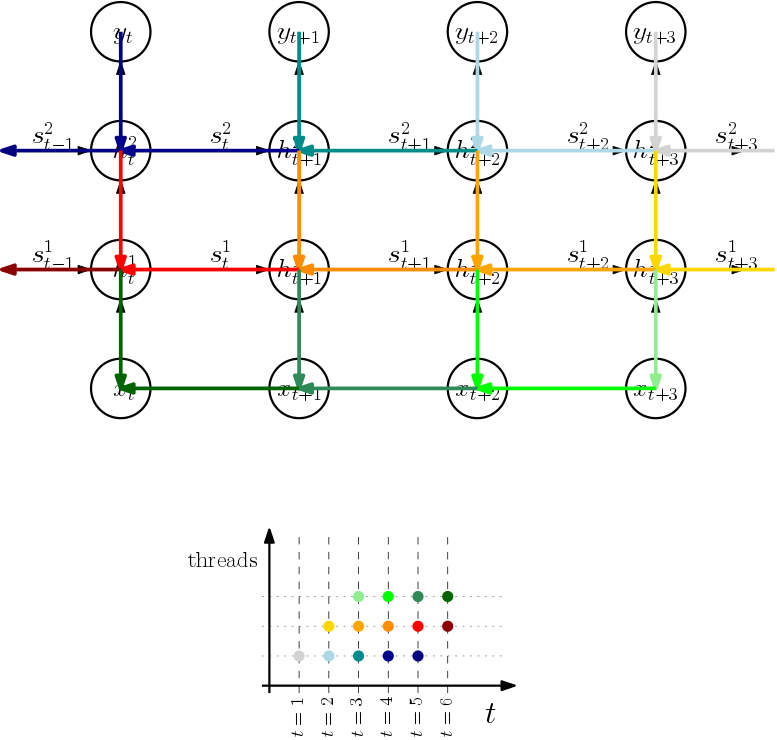 y_t y_{t+1} y_{t+2} y_{t+3}
s^2_{t-1} s^2_t s^2_{t+1} s^2_{t+2} s^2_{t+3}
h^2_t h^2_{t+1} h^2_{t+2} h^2_{t+3}
s^1_{t-1} s^1_t s^1_{t+1} s^1_{t+2} s^1_{t+3}
h^1_t h^1_{t+1} h^1_{t+2} h^1_{t+3}
x_t x_{t+1} x_{t+2} x_{t+3}
threads
t = 1
t = 2
t = 3
t = 4
t = 5
t = 6
t